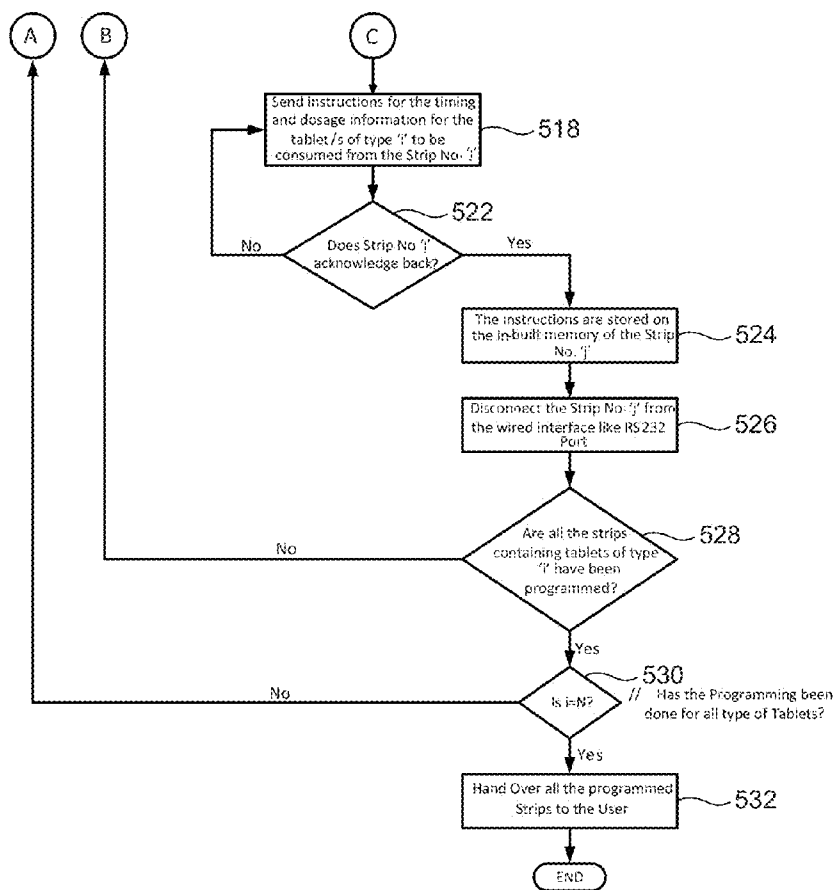 A
B
C
Send instructions for the timing
and dosage information for the
tablet/s of type 'i' to be
consumed from the Strip No. 'j'
518
522
Does Strip No 'j'
acknowledge back?
No
Yes
The instructions are stored on
the in-built memory of the Strip
No. 'j'
524
Disconnect the Strip No. 'j' from
the wired interface like RS232
Port
526
Are all the strips
containing tablets of type
'i' have been
programmed?
528
No
Yes
530
Is i=N?
// Has the Programming been
done for all type of Tablets?
No
Yes
Hand Over all the programmed
Strips to the User
532
END